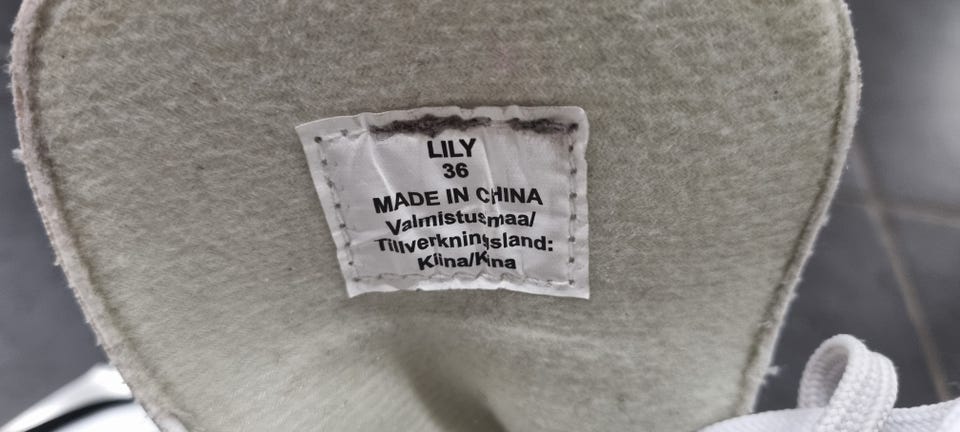 LILY
36
MADE IN CHINA
Valmistusmaa/
Tillverkningsland:
Kiina/Kina